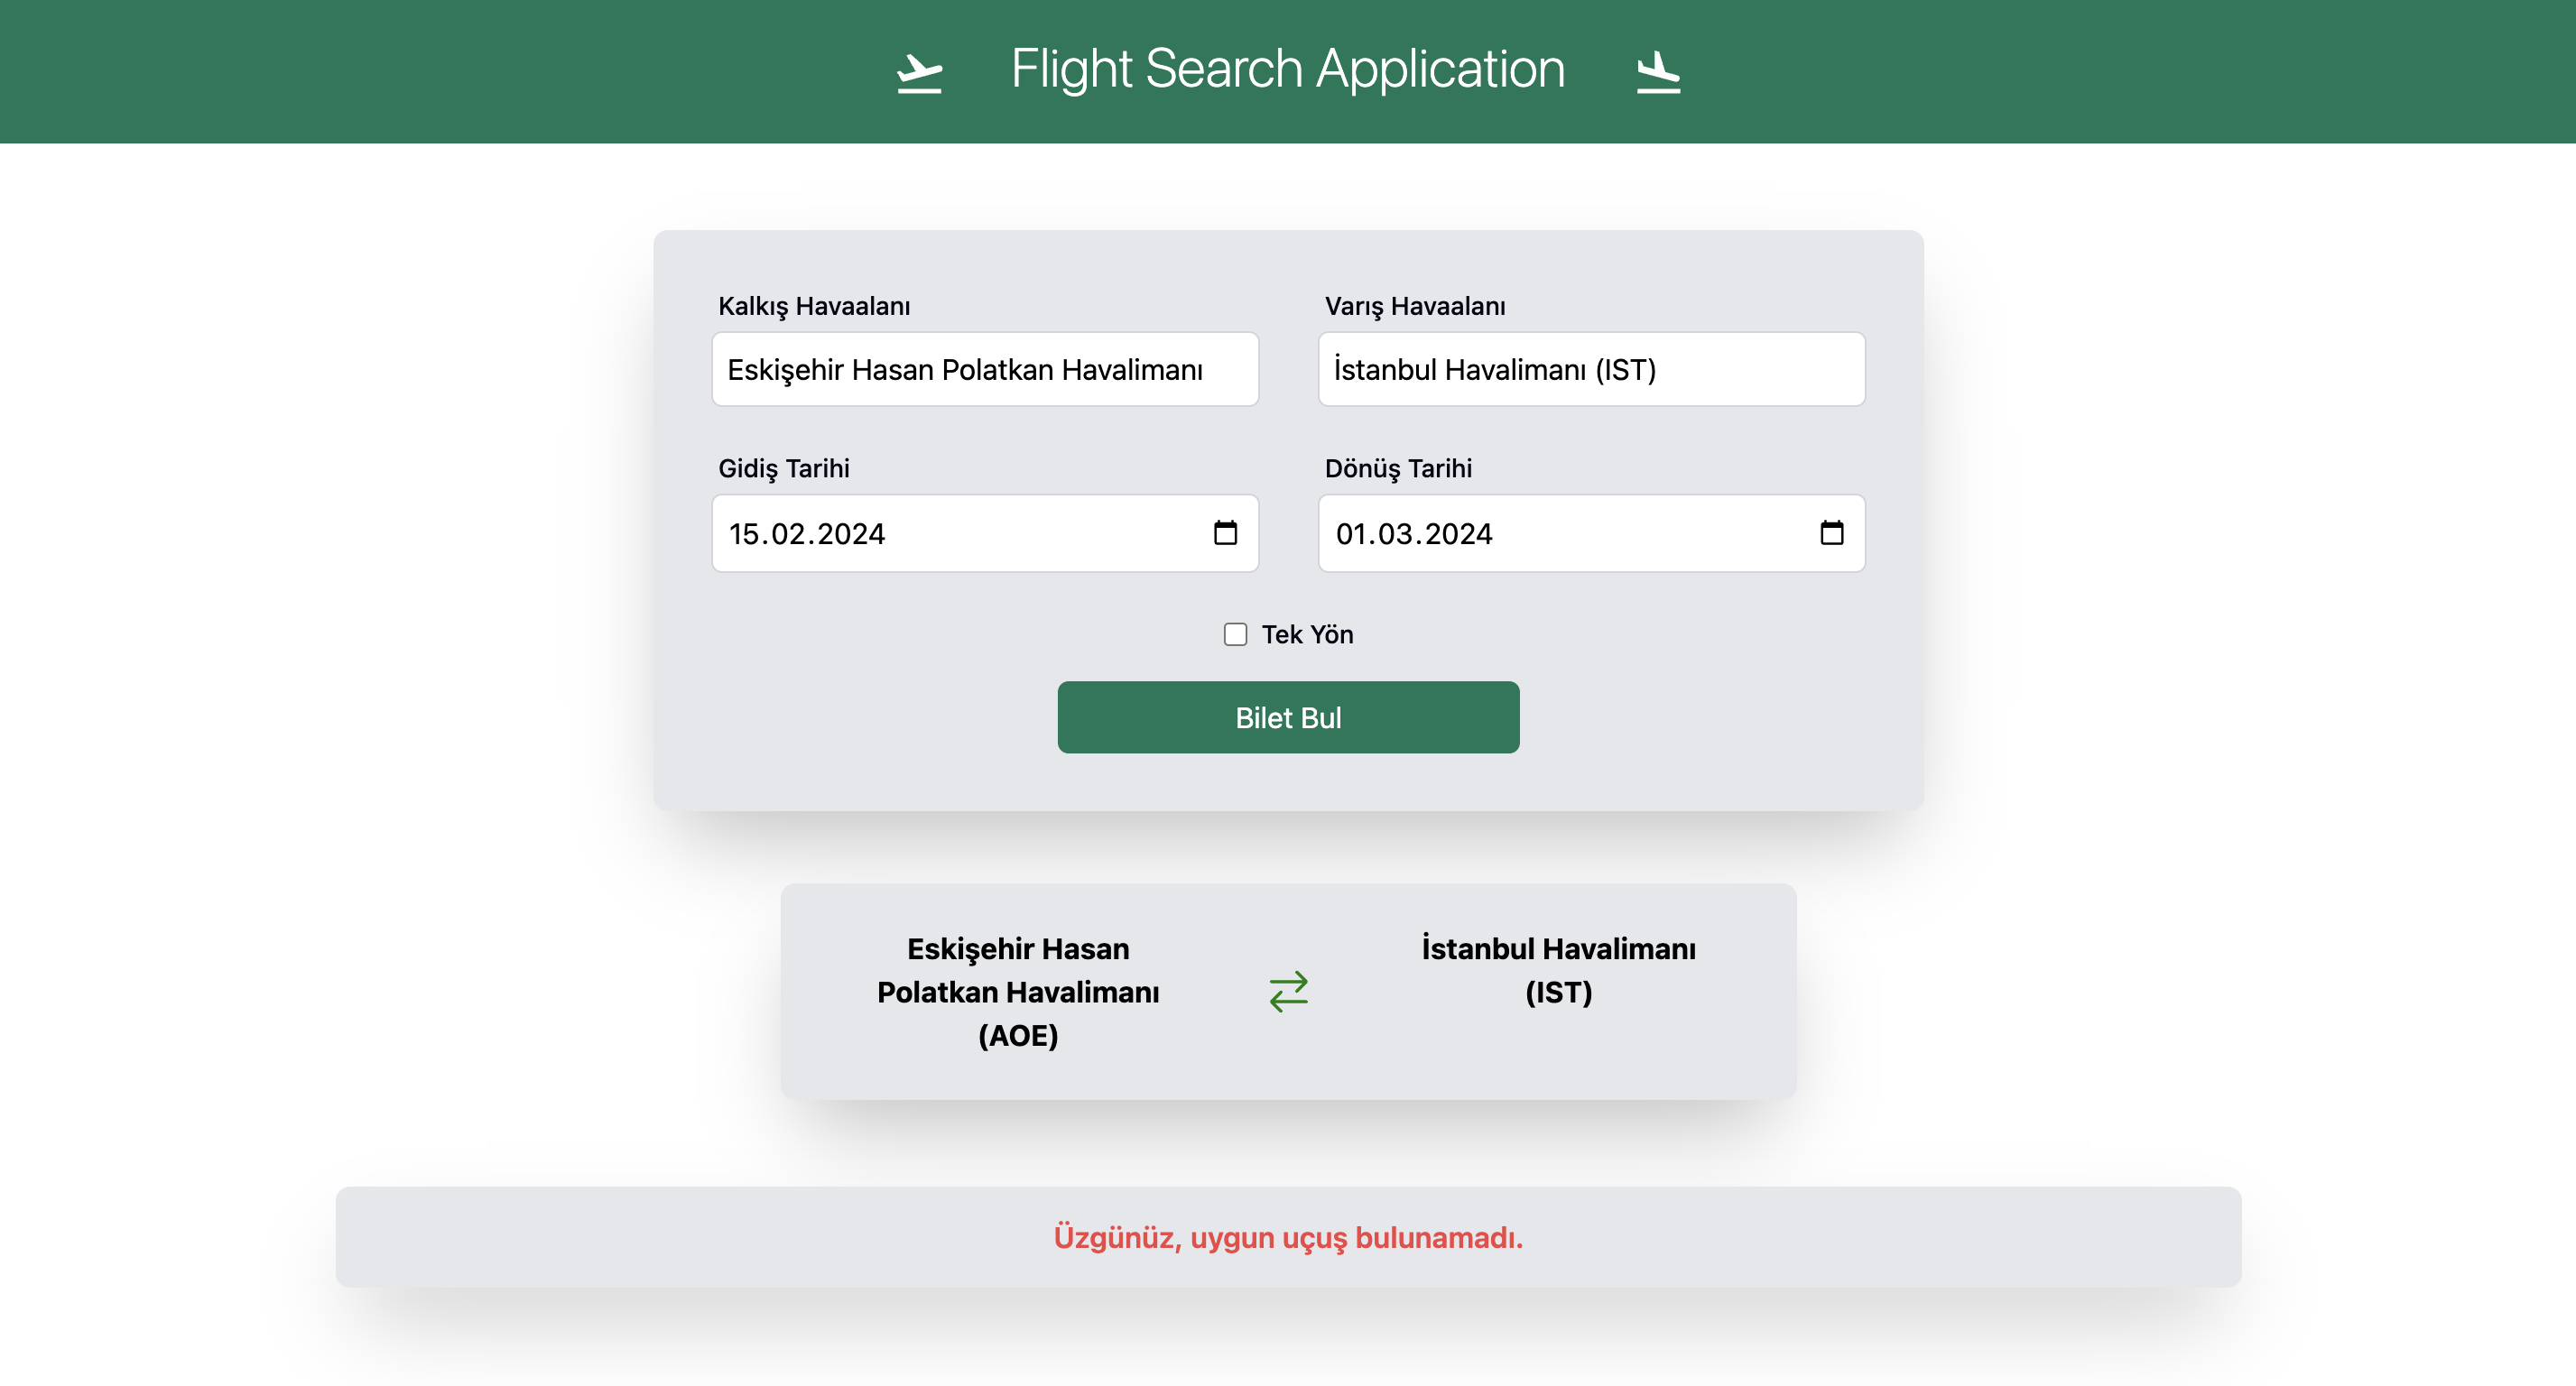 Flight Search Application
Kalkış Havaalanı
Varış Havaalanı
Eskişehir Hasan Polatkan Havalimanı
İstanbul Havalimanı (IST)
Gidiş Tarihi
Dönüş Tarihi
15.02.2024
01.03.2024
Tek Yön
Bilet Bul
Eskişehir Hasan
Polatkan Havalimanı
(AOE)
İstanbul Havalimanı
(IST)
Üzgünüz, uygun uçuş bulunamadı.